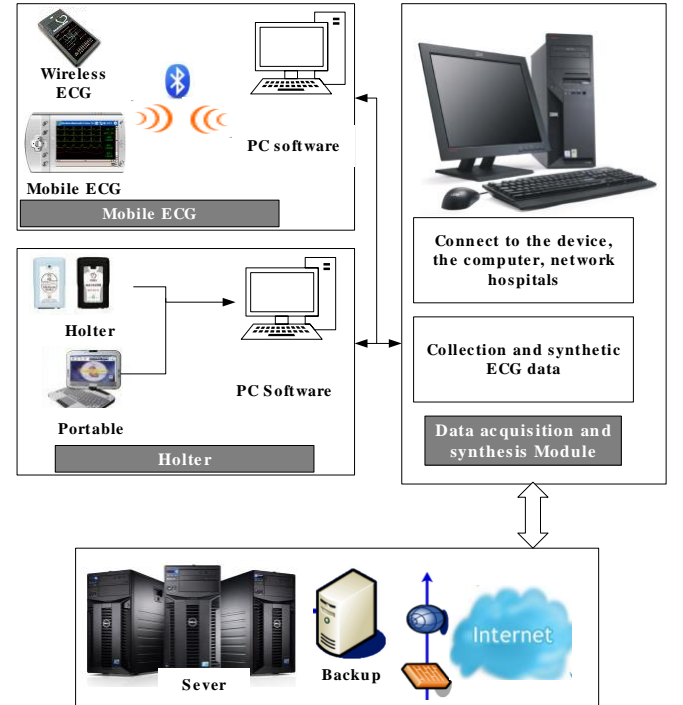 Wireless
ECG
PC software
Mobile ECG
Mobile ECG
Holter
PC Software
Portable
Holter
Connect to the device,
the computer, network
hospitals
Collection and synthetic
ECG data
Data acquisition and
synthesis Module
Sever
Backup
Internet